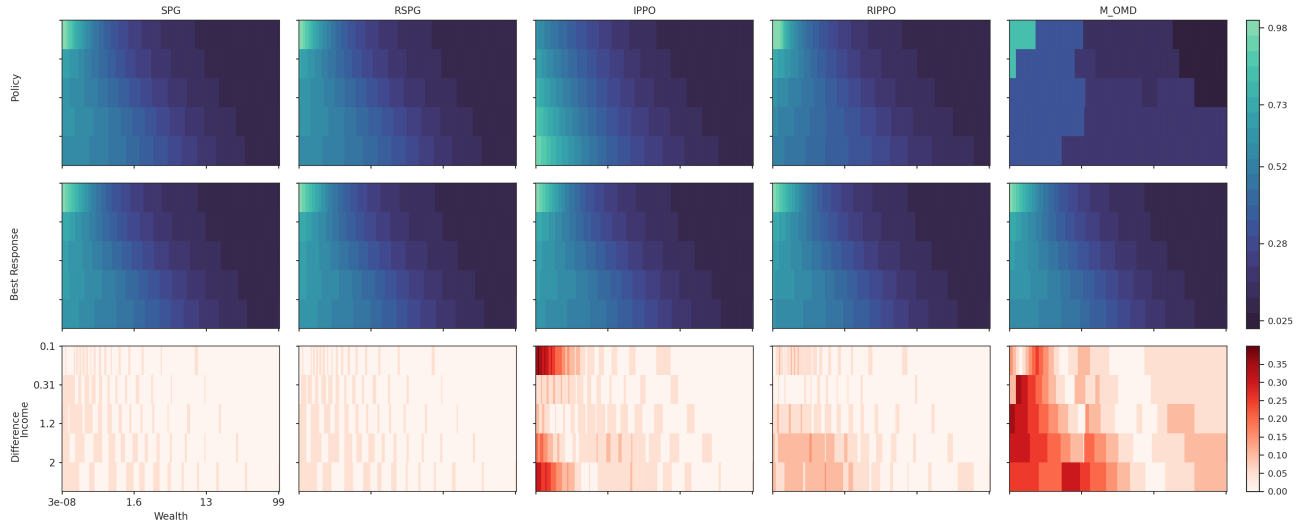 SPG RSPG IPPO RIPPO M_OMD
Policy
0.98
0.73
0.52
0.28
0.025
Best Response
Difference
Income
0.1
0.31
1.2
2
3e-08 1.6 13 99
Wealth
0.35
0.30
0.25
0.20
0.15
0.10
0.05
0.00